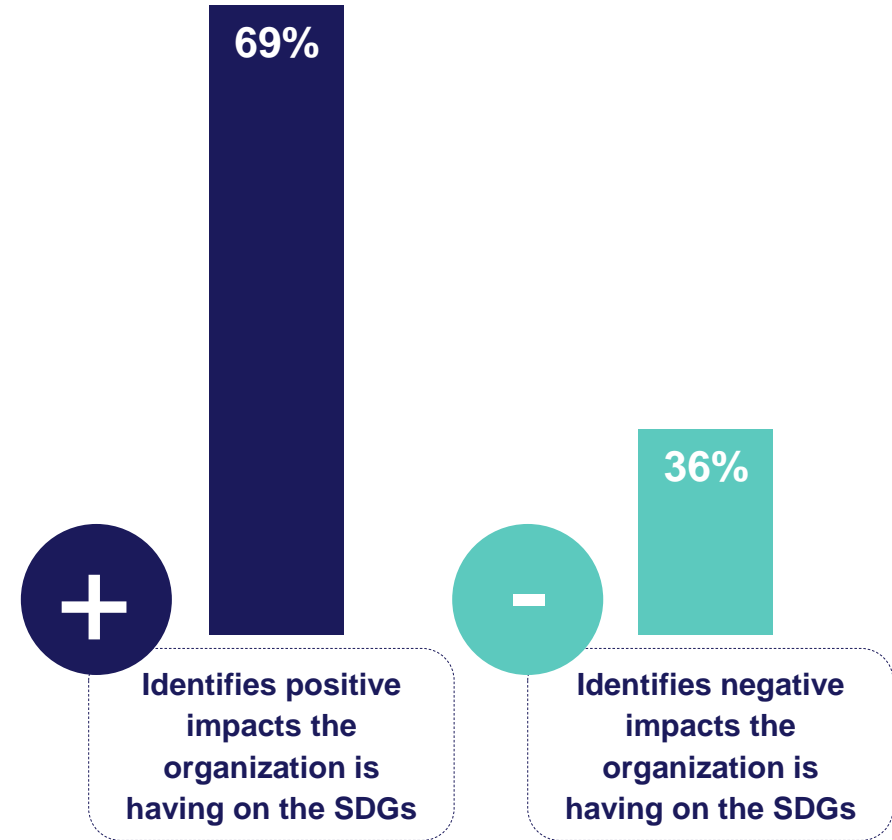 69%
36%
+
-
Identifies positive
impacts the
organization is
having on the SDGs
Identifies negative
impacts the
organization is
having on the SDGs